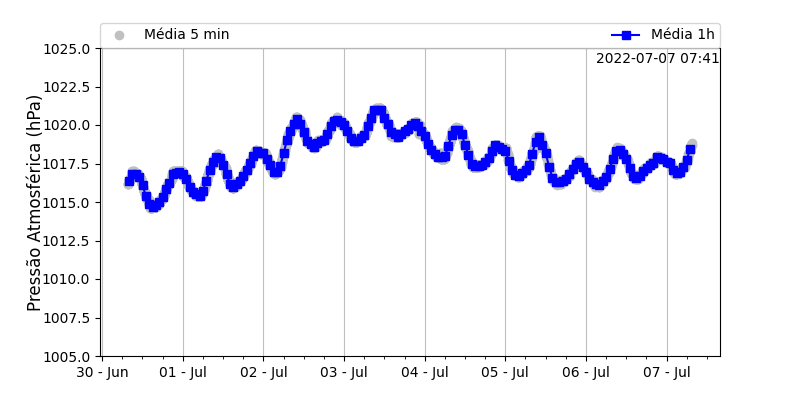 Média 5 min
Média 1h
2022-07-07 07:41
Pressão Atmosférica (hPa)
1025.0
1022.5
1020.0
1017.5
1015.0
1012.5
1010.0
1007.5
1005.0
30 - Jun
01 - Jul
02 - Jul
03 - Jul
04 - Jul
05 - Jul
06 - Jul
07 - Jul